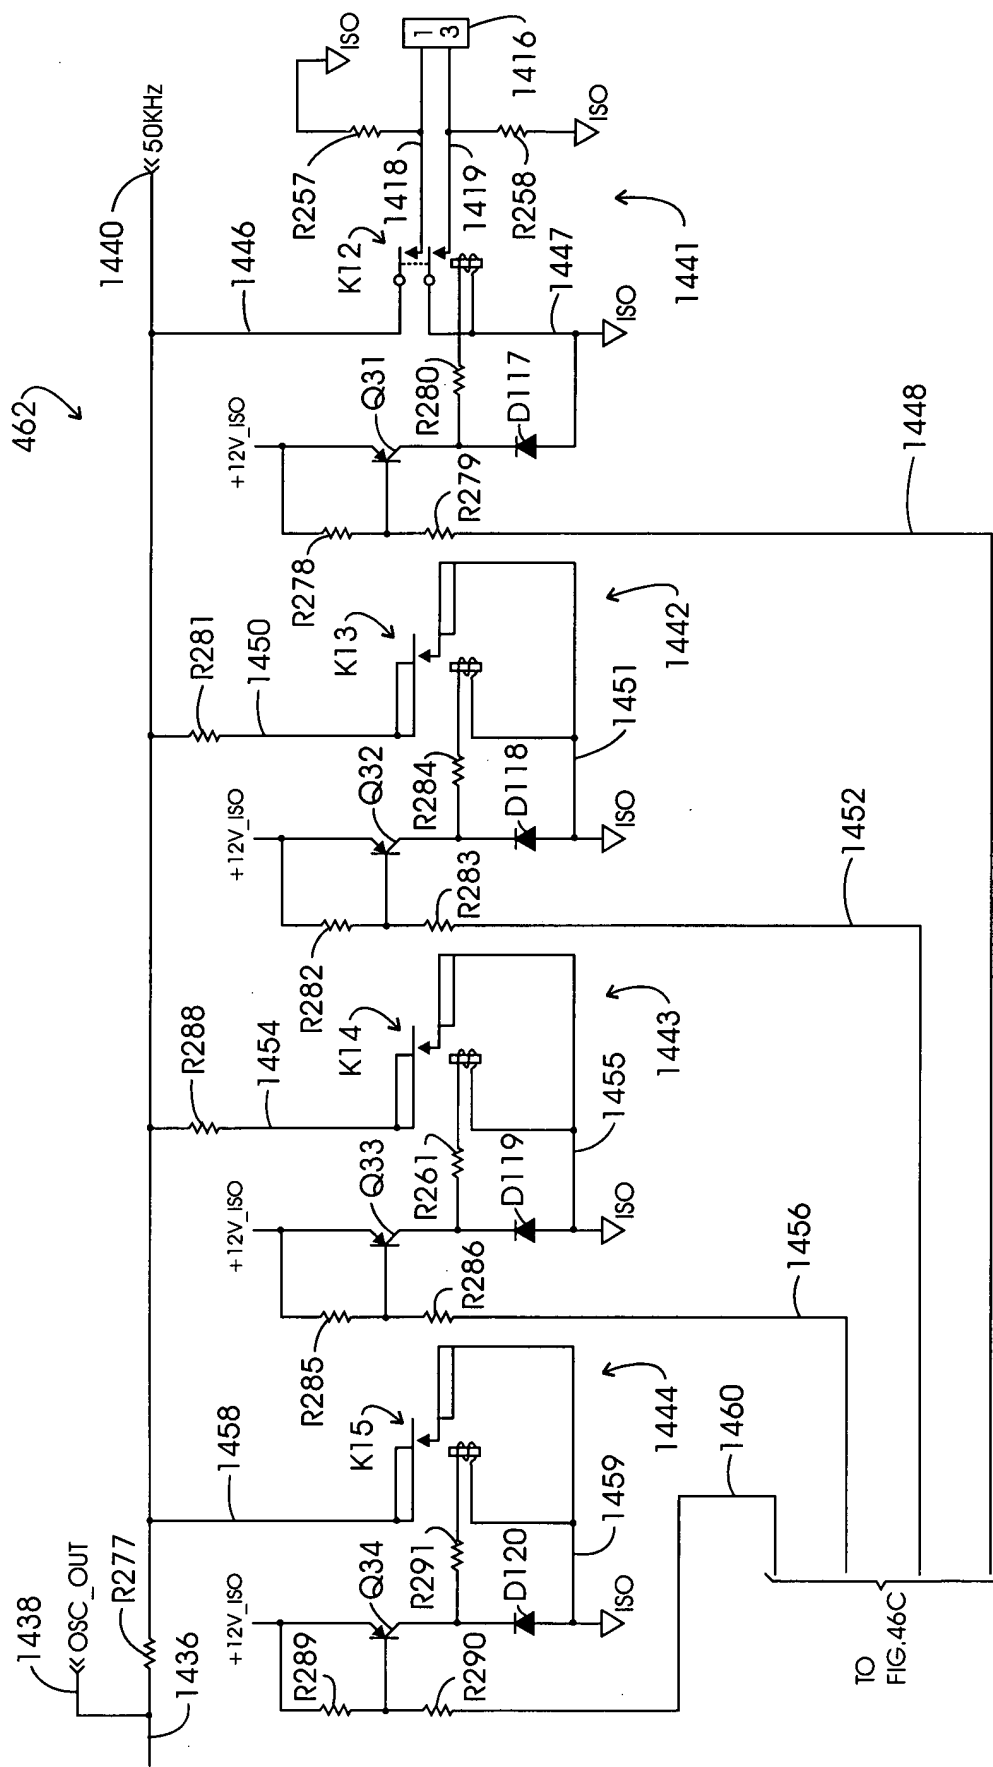 462
1438
OSC_OUT
R277
1436
1440
50KHz
1458
R288
1454
R281
1450
1446
+12V_ISO
+12V_ISO
+12V_ISO
+12V_ISO
R289
Q34
K15
R285
Q33
K14
R282
Q32
K13
R278
Q31
K12
R257
ISO
1418
1
3
1416
1419
R290
R291
R286
R261
R283
R284
R279
R280
R258
ISO
D120
D119
D118
D117
ISO
ISO
ISO
ISO
1459
1455
1451
1447
1444
1443
1442
1441
1460
1456
1452
1448
TO
FIG.46C